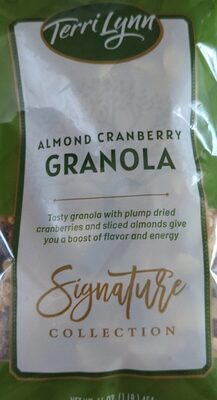 Terri Lynn
ALMOND CRANBERRY
GRANOLA
Tasty granola with plump dried
cranberries and sliced almonds give
you a boost of flavor and energy
Signature
COLLECTION